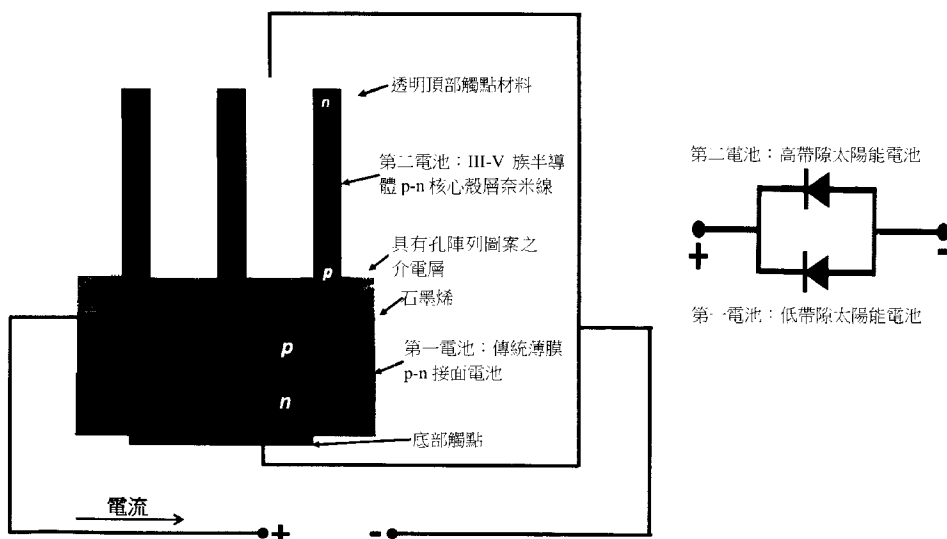 n
透明頂部觸點材料
第二電池：III-V 族半導
體 p-n 核心殼層奈米線
p
具有孔陣列圖案之
介電層
石墨烯
p
第一電池：傳統薄膜
p-n 接面電池
n
底部觸點
電流
+
-
第二電池：高帶隙太陽能電池
+
-
第一電池：低帶隙太陽能電池